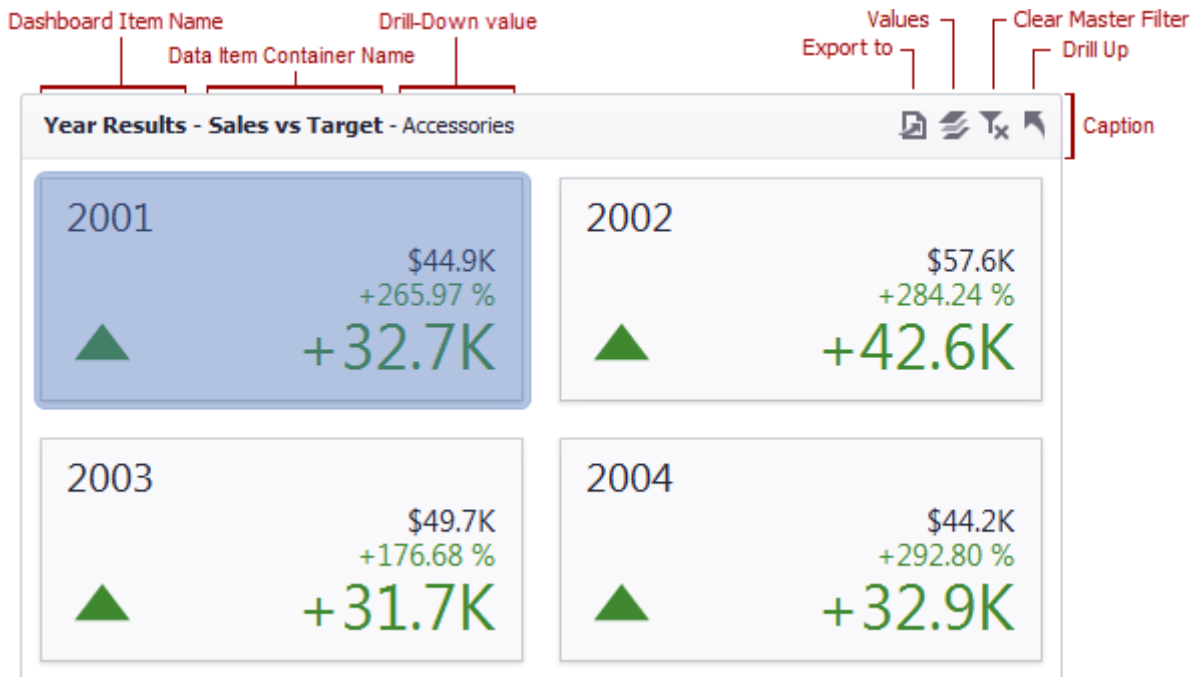 Dashboard Item Name
Drill-Down value
Values
Clear Master Filter
Data Item Container Name
Export to
Drill Up
Year Results - Sales vs Target - Accessories
Caption
2001
$44.9K
+265.97 %
+32.7K
2002
$57.6K
+284.24 %
+42.6K
2003
$49.7K
+176.68 %
+31.7K
2004
$44.2K
+292.80 %
+32.9K